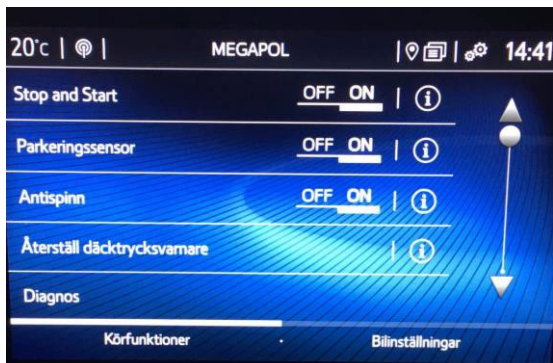 20°C MEGAPOL 14:41
Stop and Start OFF ON
Parkeringssensor OFF ON
Antispinn OFF ON
Återställ däcktrycksvarnare
Diagnos
Körfunktioner · Bilinställningar